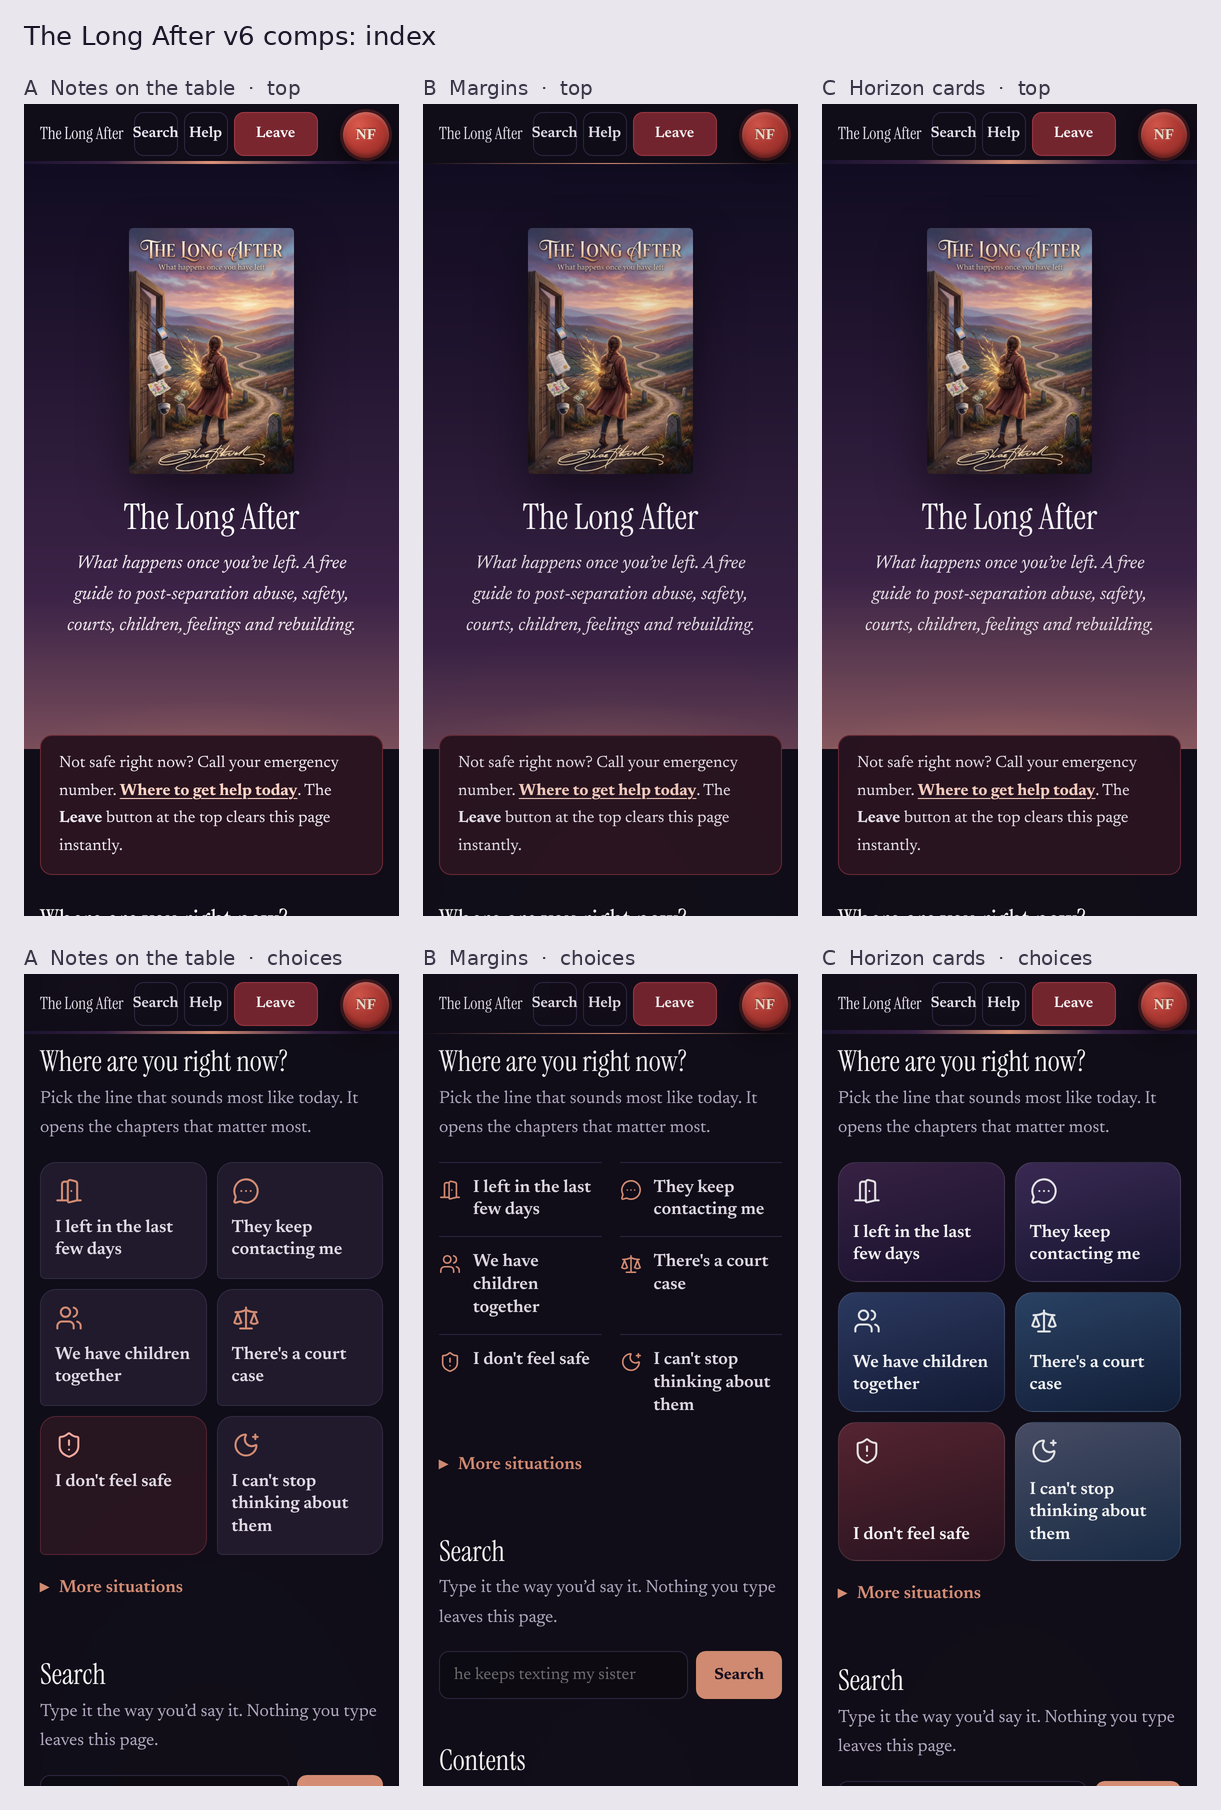 The Long After v6 comps: index
A Notes on the table · top
B Margins · top
C Horizon cards · top
The Long After Search Help Leave NF
The Long After Search Help Leave NF
The Long After Search Help Leave NF
THE LONG AFTER
What happens once you have left
THE LONG AFTER
What happens once you have left
THE LONG AFTER
What happens once you have left
The Long After
What happens once you’ve left. A free
guide to post-separation abuse, safety,
courts, children, feelings and rebuilding.
The Long After
What happens once you’ve left. A free
guide to post-separation abuse, safety,
courts, children, feelings and rebuilding.
The Long After
What happens once you’ve left. A free
guide to post-separation abuse, safety,
courts, children, feelings and rebuilding.
Not safe right now? Call your emergency
number. Where to get help today. The
Leave button at the top clears this page
instantly.
Not safe right now? Call your emergency
number. Where to get help today. The
Leave button at the top clears this page
instantly.
Not safe right now? Call your emergency
number. Where to get help today. The
Leave button at the top clears this page
instantly.
Where are you right now?
Where are you right now?
Where are you right now?
A Notes on the table · choices
The Long After Search Help Leave NF
Where are you right now?
Pick the line that sounds most like today. It
opens the chapters that matter most.
I left in the last
few days
They keep
contacting me
We have children
together
There's a court
case
I don't feel safe
I can't stop
thinking about
them
▸ More situations
Search
Type it the way you’d say it. Nothing you type
leaves this page.
B Margins · choices
The Long After Search Help Leave NF
Where are you right now?
Pick the line that sounds most like today. It
opens the chapters that matter most.
I left in the last
few days
They keep
contacting me
We have
children
together
There's a court
case
I don't feel safe
I can't stop
thinking about
them
▸ More situations
Search
Type it the way you’d say it. Nothing you type
leaves this page.
he keeps texting my sister Search
Contents
C Horizon cards · choices
The Long After Search Help Leave NF
Where are you right now?
Pick the line that sounds most like today. It
opens the chapters that matter most.
I left in the last
few days
They keep
contacting me
We have children
together
There's a court
case
I don't feel safe
I can't stop
thinking about
them
▸ More situations
Search
Type it the way you’d say it. Nothing you type
leaves this page.